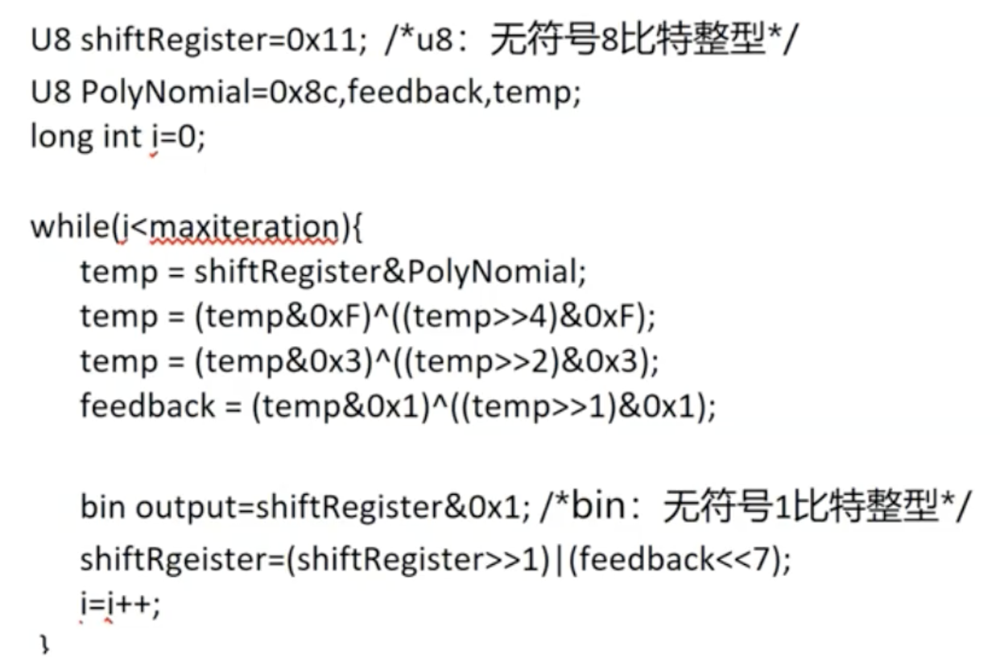 U8 shiftRegister=0x11; /*u8：无符号8比特整型*/
U8 PolyNomial=0x8c,feedback,temp;
long int i=0;
while(i<maxiteration){
temp = shiftRegister&PolyNomial;
temp = (temp&0xF)^((temp>>4)&0xF);
temp = (temp&0x3)^((temp>>2)&0x3);
feedback = (temp&0x1)^((temp>>1)&0x1);
bin output=shiftRegister&0x1; /*bin：无符号1比特整型*/
shiftRgeister=(shiftRegister>>1)|(feedback<<7);
i=i++;
}